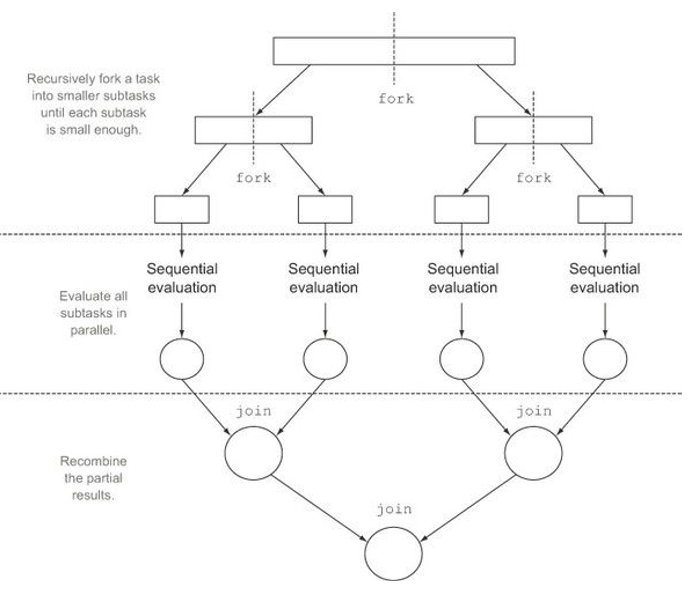 Recursively fork a task
into smaller subtasks
until each subtask
is small enough.
fork
fork
fork
Sequential
evaluation
Sequential
evaluation
Sequential
evaluation
Sequential
evaluation
Evaluate all
subtasks in
parallel.
join
join
Recombine
the partial
results.
join